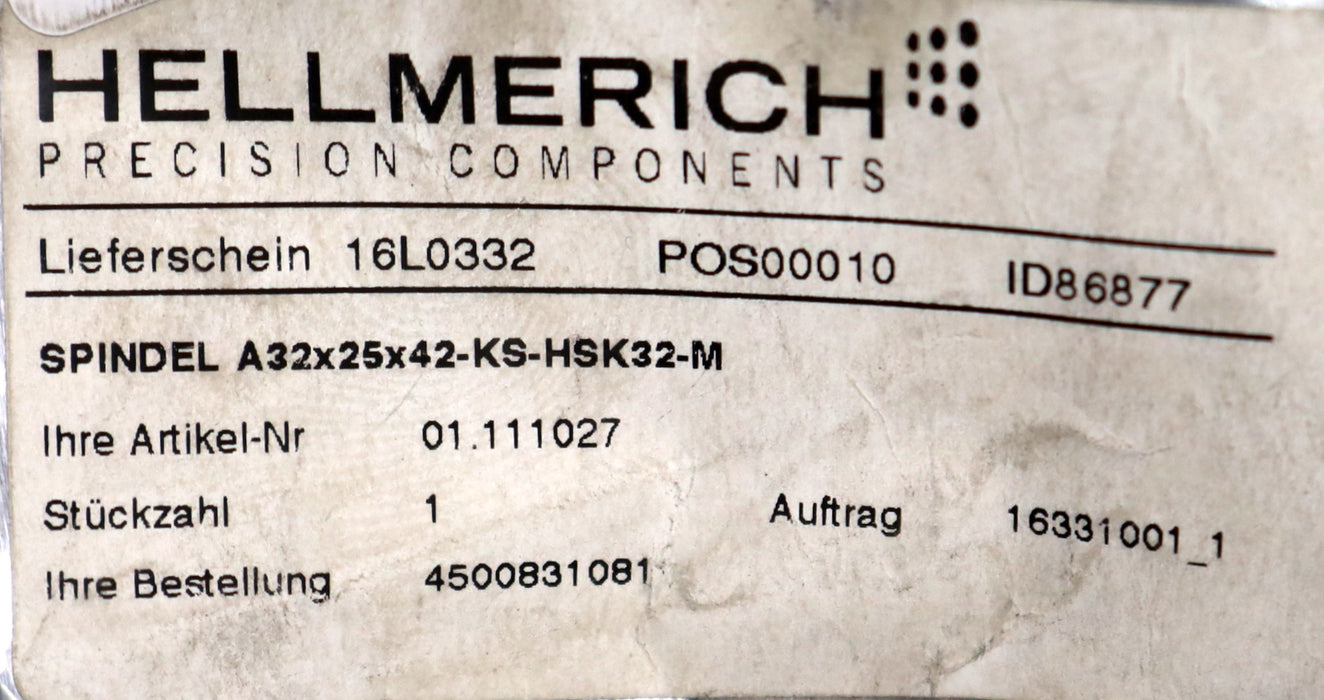 HELLMERICH
PRECISION COMPONENTS
Lieferschein 16L0332 POS00010 ID86877
SPINDEL A32x25x42-KS-HSK32-M
Ihre Artikel-Nr 01.111027
Stückzahl 1 Auftrag 16331001_1
Ihre Bestellung 4500831081